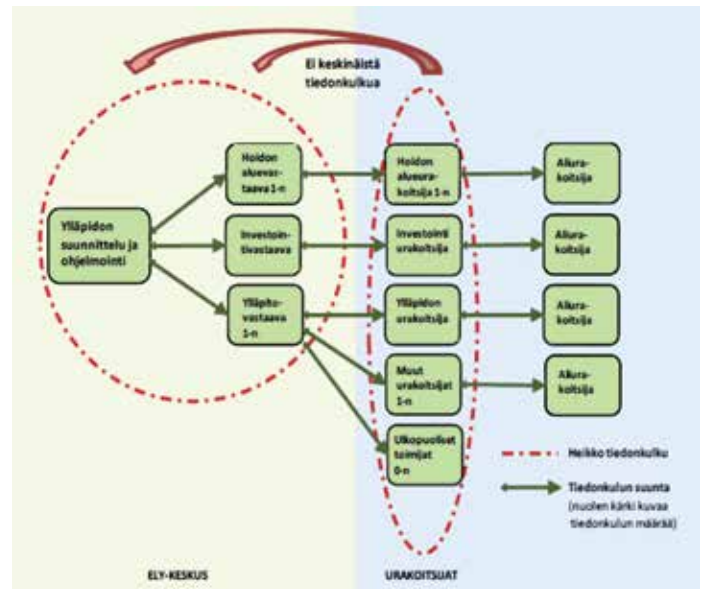 Ei keskinäistä
tiedonkulkua
Ylläpidon
suunnittelu ja
ohjelmointi
Hoidon
aluevas-
taava 1-n
Investoin-
tivastaava
Ylläpito-
vastaava
1-n
Hoidon
alueura-
koitsija 1-n
Investointi
urakoitsija
Ylläpidon
urakoitsija
Muut
urakoitsijat
1-n
Ulkopuoliset
toimijat
0-n
Aliura-
koitsija
Aliura-
koitsija
Aliura-
koitsija
Aliura-
koitsija
Heikko tiedonkulku
Tiedonkulun suunta
(nuolen kärki kuvaa
tiedonkulun määrää)
ELY-KESKUS
URAKOITSIJAT